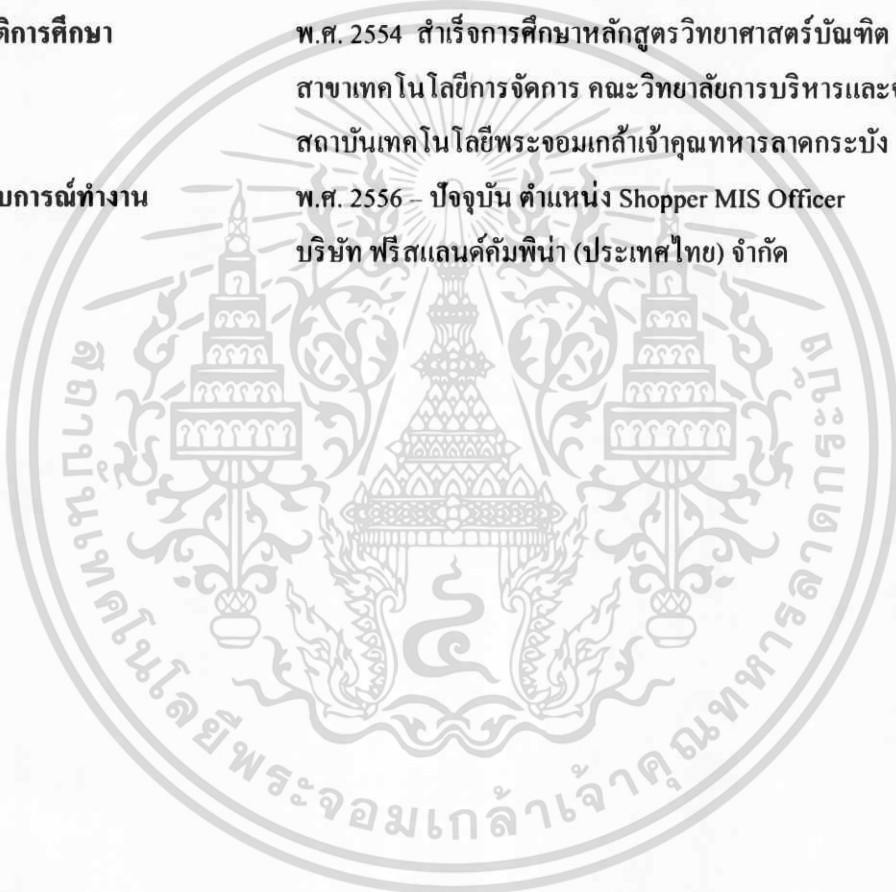 ติการศึกษา พ.ศ. 2554 สำเร็จการศึกษาหลักสูตรวิทยาศาสตร์บัณฑิต
สาขาเทคโนโลยีการจัดการ คณะวิทยาลัยการบริหารและจ
สถาบันเทคโนโลยีพระจอมเกล้าเจ้าคุณทหารลาดกระบัง
บการณ์ทำงาน พ.ศ. 2556 – ปัจจุบัน ตำแหน่ง Shopper MIS Officer
บริษัท ฟรีสแลนด์คัมพิน่า (ประเทศไทย) จำกัด
สถาบันเทคโนโลยีพระจอมเกล้าเจ้าคุณทหารลาดกระบัง
๔